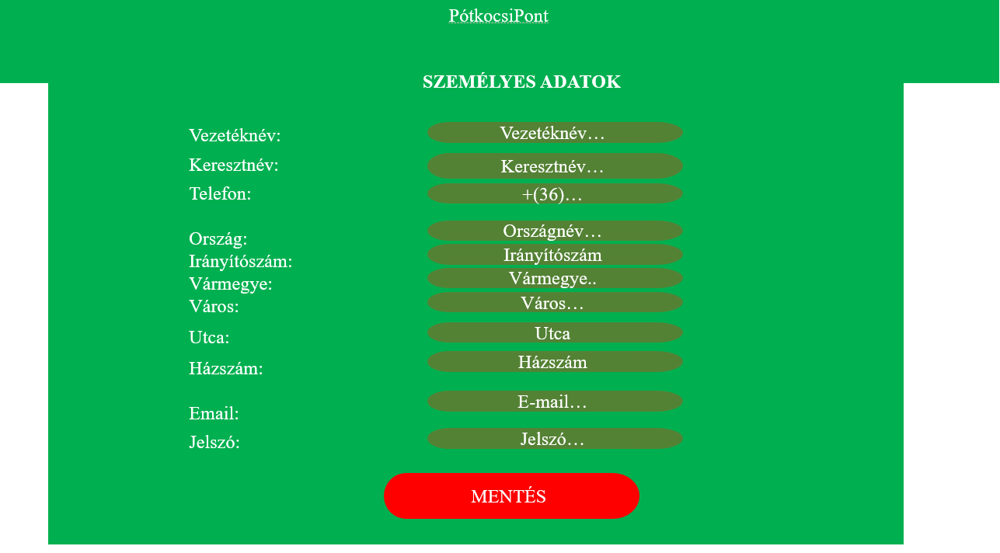 PótkocsiPont
SZEMÉLYES ADATOK
Vezetéknév: Vezetéknév…
Keresztnév: Keresztnév…
Telefon: +(36)…
Ország: Országnév…
Irányítószám: Irányítószám
Vármegye: Vármegye..
Város: Város…
Utca: Utca
Házszám: Házszám
Email: E-mail…
Jelszó: Jelszó…
MENTÉS